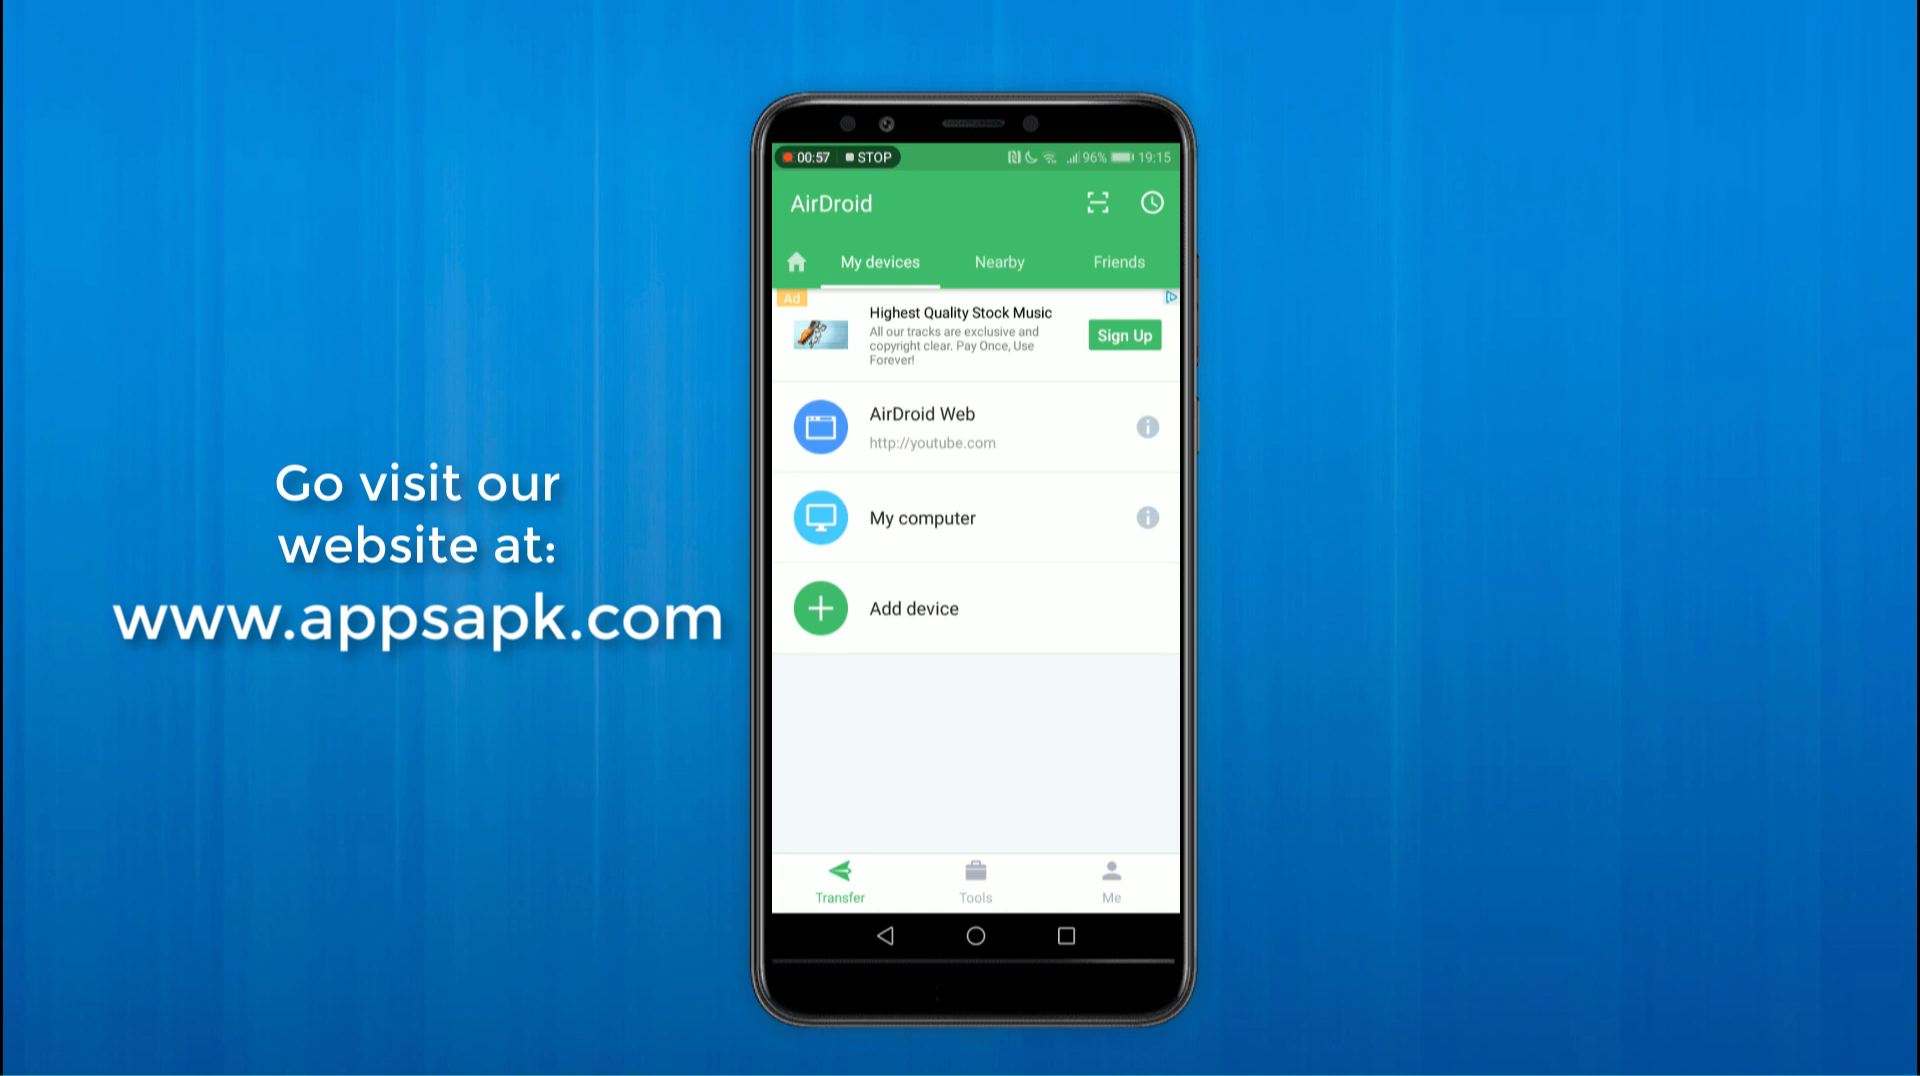 Go visit our
website at:
www.appsapk.com
00:57 STOP 96% 19:15
AirDroid
My devices Nearby Friends
Ad
Highest Quality Stock Music
All our tracks are exclusive and
copyright clear. Pay Once, Use
Forever!
Sign Up
AirDroid Web
http://youtube.com
My computer
Add device
Transfer Tools Me